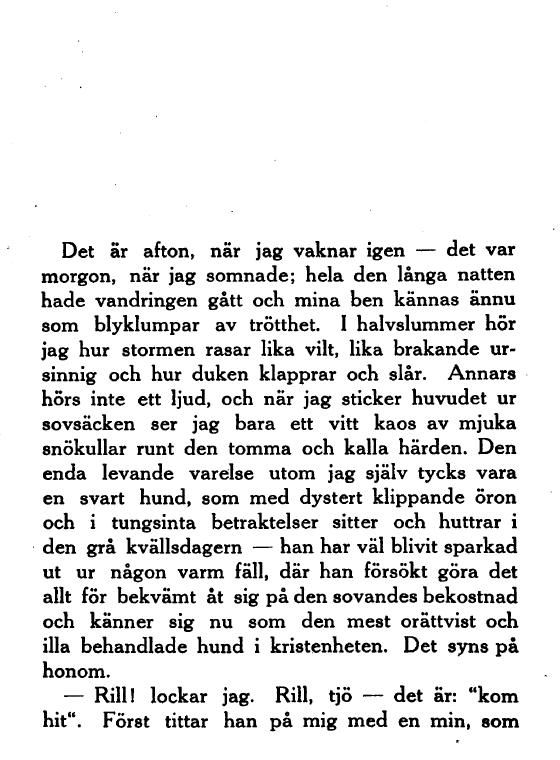 Det är afton, när jag vaknar igen — det var
morgon, när jag somnade; hela den långa natten
hade vandringen gått och mina ben kännas ännu
som blyklumpar av trötthet. I halvslummer hör
jag hur stormen rasar lika vilt, lika brakande ur-
sinnig och hur duken klapprar och slår. Annars
hörs inte ett ljud, och när jag sticker huvudet ur
sovsäcken ser jag bara ett vitt kaos av mjuka
snökullar runt den tomma och kalla härden. Den
enda levande varelse utom jag själv tycks vara
en svart hund, som med dystert klippande öron
och i tungsinta betraktelser sitter och huttrar i
den grå kvällsdagern — han har väl blivit sparkad
ut ur någon varm fäll, där han försökt göra det
allt för bekvämt åt sig på den sovandes bekostnad
och känner sig nu som den mest orättvist och
illa behandlade hund i kristenheten. Det syns på
honom.
— Rill! lockar jag. Rill, tjö — det är: "kom
hit". Först tittar han på mig med en min, som